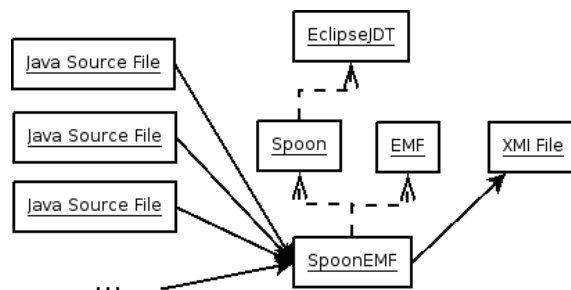 EclipseJDT
Java Source File
Java Source File
Spoon
EMF
XMI File
Java Source File
SpoonEMF
...